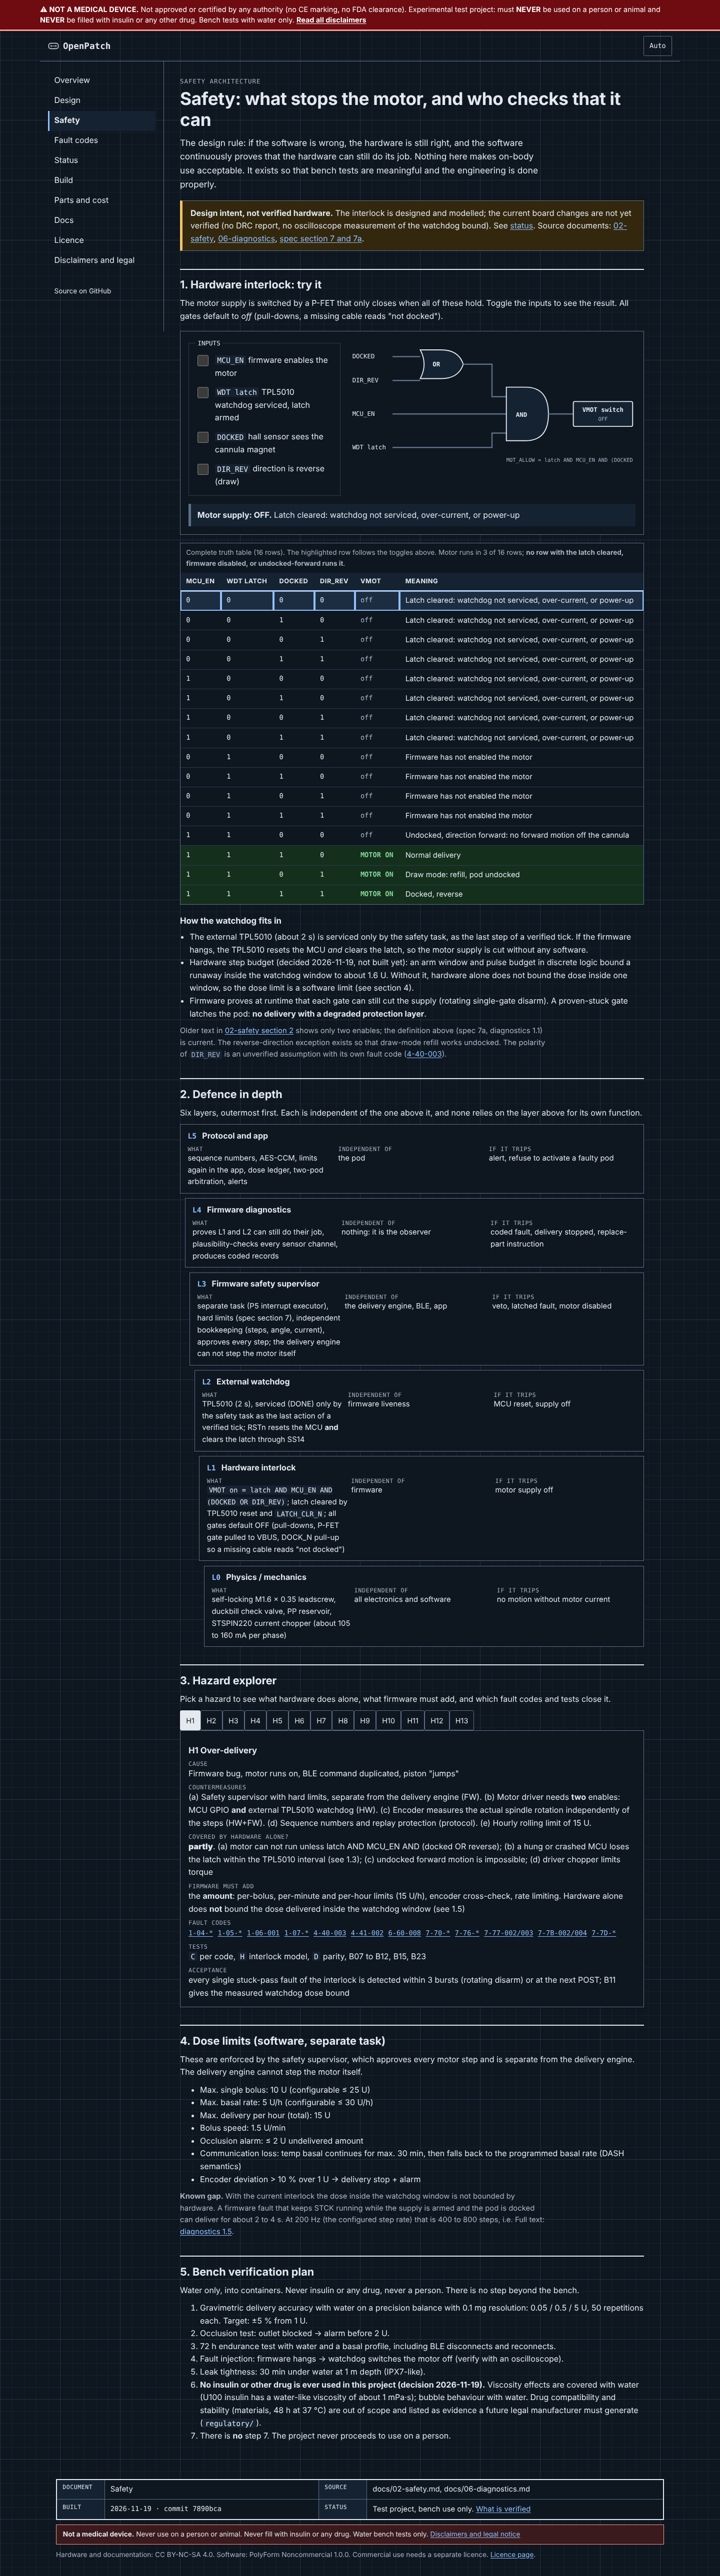 ⚠ NOT A MEDICAL DEVICE. Not approved or certified by any authority (no CE marking, no FDA clearance). Experimental test project: must NEVER be used on a person or animal and
NEVER be filled with insulin or any other drug. Bench tests with water only. Read all disclaimers
OpenPatch
Auto
Overview
Design
Safety
Fault codes
Status
Build
Parts and cost
Docs
Licence
Disclaimers and legal
Source on GitHub
SAFETY ARCHITECTURE
Safety: what stops the motor, and who checks that it
can
The design rule: if the software is wrong, the hardware is still right, and the software
continuously proves that the hardware can still do its job. Nothing here makes on-body
use acceptable. It exists so that bench tests are meaningful and the engineering is done
properly.
Design intent, not verified hardware. The interlock is designed and modelled; the current board changes are not yet
verified (no DRC report, no oscilloscope measurement of the watchdog bound). See status. Source documents: 02-
safety, 06-diagnostics, spec section 7 and 7a.
1. Hardware interlock: try it
The motor supply is switched by a P-FET that only closes when all of these hold. Toggle the inputs to see the result. All
gates default to off (pull-downs, a missing cable reads "not docked").
INPUTS
MCU_EN firmware enables the
motor
WDT latch TPL5010
watchdog serviced, latch
armed
DOCKED hall sensor sees the
cannula magnet
DIR_REV direction is reverse
(draw)
DOCKED
DIR_REV
MCU_EN
WDT latch
OR
AND
VMOT switch
OFF
MOT_ALLOW = latch AND MCU_EN AND (DOCKED
Motor supply: OFF. Latch cleared: watchdog not serviced, over-current, or power-up
Complete truth table (16 rows). The highlighted row follows the toggles above. Motor runs in 3 of 16 rows; no row with the latch cleared,
firmware disabled, or undocked-forward runs it.
MCU_EN WDT LATCH DOCKED DIR_REV VMOT MEANING
0 0 0 0 off Latch cleared: watchdog not serviced, over-current, or power-up
0 0 1 0 off Latch cleared: watchdog not serviced, over-current, or power-up
0 0 0 1 off Latch cleared: watchdog not serviced, over-current, or power-up
0 0 1 1 off Latch cleared: watchdog not serviced, over-current, or power-up
1 0 0 0 off Latch cleared: watchdog not serviced, over-current, or power-up
1 0 1 0 off Latch cleared: watchdog not serviced, over-current, or power-up
1 0 0 1 off Latch cleared: watchdog not serviced, over-current, or power-up
1 0 1 1 off Latch cleared: watchdog not serviced, over-current, or power-up
0 1 0 0 off Firmware has not enabled the motor
0 1 1 0 off Firmware has not enabled the motor
0 1 0 1 off Firmware has not enabled the motor
0 1 1 1 off Firmware has not enabled the motor
1 1 0 0 off Undocked, direction forward: no forward motion off the cannula
1 1 1 0 MOTOR ON Normal delivery
1 1 0 1 MOTOR ON Draw mode: refill, pod undocked
1 1 1 1 MOTOR ON Docked, reverse
How the watchdog fits in
• The external TPL5010 (about 2 s) is serviced only by the safety task, as the last step of a verified tick. If the firmware
hangs, the TPL5010 resets the MCU and clears the latch, so the motor supply is cut without any software.
• Hardware step budget (decided 2026-11-19, not built yet): an arm window and pulse budget in discrete logic bound a
runaway inside the watchdog window to about 1.6 U. Without it, hardware alone does not bound the dose inside one
window, so the dose limit is a software limit (see section 4).
• Firmware proves at runtime that each gate can still cut the supply (rotating single-gate disarm). A proven-stuck gate
latches the pod: no delivery with a degraded protection layer.
Older text in 02-safety section 2 shows only two enables; the definition above (spec 7a, diagnostics 1.1)
is current. The reverse-direction exception exists so that draw-mode refill works undocked. The polarity
of DIR_REV is an unverified assumption with its own fault code (4-40-003).
2. Defence in depth
Six layers, outermost first. Each is independent of the one above it, and none relies on the layer above for its own function.
L5 Protocol and app
WHAT INDEPENDENT OF IF IT TRIPS
sequence numbers, AES-CCM, limits the pod alert, refuse to activate a faulty pod
again in the app, dose ledger, two-pod
arbitration, alerts
L4 Firmware diagnostics
WHAT INDEPENDENT OF IF IT TRIPS
proves L1 and L2 can still do their job, nothing: it is the observer coded fault, delivery stopped, replace-
plausibility-checks every sensor channel, part instruction
produces coded records
L3 Firmware safety supervisor
WHAT INDEPENDENT OF IF IT TRIPS
separate task (P5 interrupt executor), the delivery engine, BLE, app veto, latched fault, motor disabled
hard limits (spec section 7), independent
bookkeeping (steps, angle, current),
approves every step; the delivery engine
can not step the motor itself
L2 External watchdog
WHAT INDEPENDENT OF IF IT TRIPS
TPL5010 (2 s), serviced (DONE) only by firmware liveness MCU reset, supply off
the safety task as the last action of a
verified tick; RSTn resets the MCU and
clears the latch through SS14
L1 Hardware interlock
WHAT INDEPENDENT OF IF IT TRIPS
VMOT on = latch AND MCU_EN AND firmware motor supply off
(DOCKED OR DIR_REV); latch cleared by
TPL5010 reset and LATCH_CLR_N; all
gates default OFF (pull-downs, P-FET
gate pulled to VBUS, DOCK_N pull-up
so a missing cable reads "not docked")
L0 Physics / mechanics
WHAT INDEPENDENT OF IF IT TRIPS
self-locking M1.6 × 0.35 leadscrew, all electronics and software no motion without motor current
duckbill check valve, PP reservoir,
STSPIN220 current chopper (about 105
to 160 mA per phase)
3. Hazard explorer
Pick a hazard to see what hardware does alone, what firmware must add, and which fault codes and tests close it.
H1 H2 H3 H4 H5 H6 H7 H8 H9 H10 H11 H12 H13
H1 Over-delivery
CAUSE
Firmware bug, motor runs on, BLE command duplicated, piston "jumps"
COUNTERMEASURES
(a) Safety supervisor with hard limits, separate from the delivery engine (FW). (b) Motor driver needs two enables:
MCU GPIO and external TPL5010 watchdog (HW). (c) Encoder measures the actual spindle rotation independently of
the steps (HW+FW). (d) Sequence numbers and replay protection (protocol). (e) Hourly rolling limit of 15 U.
COVERED BY HARDWARE ALONE?
partly. (a) motor can not run unless latch AND MCU_EN AND (docked OR reverse); (b) a hung or crashed MCU loses
the latch within the TPL5010 interval (see 1.3); (c) undocked forward motion is impossible; (d) driver chopper limits
torque
FIRMWARE MUST ADD
the amount: per-bolus, per-minute and per-hour limits (15 U/h), encoder cross-check, rate limiting. Hardware alone
does not bound the dose delivered inside the watchdog window (see 1.5)
FAULT CODES
1-04-* 1-05-* 1-06-001 1-07-* 4-40-003 4-41-002 6-60-008 7-70-* 7-76-* 7-77-002/003 7-7B-002/004 7-7D-*
TESTS
C per code, H interlock model, D parity, B07 to B12, B15, B23
ACCEPTANCE
every single stuck-pass fault of the interlock is detected within 3 bursts (rotating disarm) or at the next POST; B11
gives the measured watchdog dose bound
4. Dose limits (software, separate task)
These are enforced by the safety supervisor, which approves every motor step and is separate from the delivery engine.
The delivery engine cannot step the motor itself.
• Max. single bolus: 10 U (configurable ≤ 25 U)
• Max. basal rate: 5 U/h (configurable ≤ 30 U/h)
• Max. delivery per hour (total): 15 U
• Bolus speed: 1.5 U/min
• Occlusion alarm: ≤ 2 U undelivered amount
• Communication loss: temp basal continues for max. 30 min, then falls back to the programmed basal rate (DASH
semantics)
• Encoder deviation > 10 % over 1 U → delivery stop + alarm
Known gap. With the current interlock the dose inside the watchdog window is not bounded by
hardware. A firmware fault that keeps STCK running while the supply is armed and the pod is docked
can deliver for about 2 to 4 s. At 200 Hz (the configured step rate) that is 400 to 800 steps, i.e. Full text:
diagnostics 1.5.
5. Bench verification plan
Water only, into containers. Never insulin or any drug, never a person. There is no step beyond the bench.
1. Gravimetric delivery accuracy with water on a precision balance with 0.1 mg resolution: 0.05 / 0.5 / 5 U, 50 repetitions
each. Target: ±5 % from 1 U.
2. Occlusion test: outlet blocked → alarm before 2 U.
3. 72 h endurance test with water and a basal profile, including BLE disconnects and reconnects.
4. Fault injection: firmware hangs → watchdog switches the motor off (verify with an oscilloscope).
5. Leak tightness: 30 min under water at 1 m depth (IPX7-like).
6. No insulin or other drug is ever used in this project (decision 2026-11-19). Viscosity effects are covered with water
(U100 insulin has a water-like viscosity of about 1 mPa·s); bubble behaviour with water. Drug compatibility and
stability (materials, 48 h at 37 °C) are out of scope and listed as evidence a future legal manufacturer must generate
(regulatory/).
7. There is no step 7. The project never proceeds to use on a person.
DOCUMENT Safety SOURCE docs/02-safety.md, docs/06-diagnostics.md
BUILT 2026-11-19 · commit 7890bca STATUS Test project, bench use only. What is verified
Not a medical device. Never use on a person or animal. Never fill with insulin or any drug. Water bench tests only. Disclaimers and legal notice
Hardware and documentation: CC BY-NC-SA 4.0. Software: PolyForm Noncommercial 1.0.0. Commercial use needs a separate licence. Licence page.